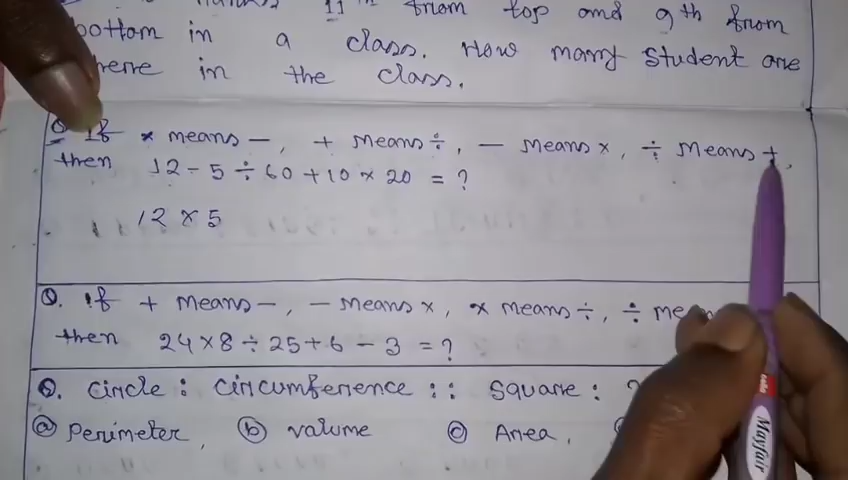 11th from top and 9th from
bottom in a class. How many student are
there in the class.
Q. If × means −, + means ÷, − means ×, ÷ means +,
then 12 − 5 ÷ 60 + 10 × 20 = ?
12 × 5
Q. If + means −, − means ×, × means ÷, ÷ me
then 24 × 8 ÷ 25 + 6 − 3 = ?
Q. circle : circumference :: square : ?
(a) perimeter, (b) valume (c) Area,
Mayfair